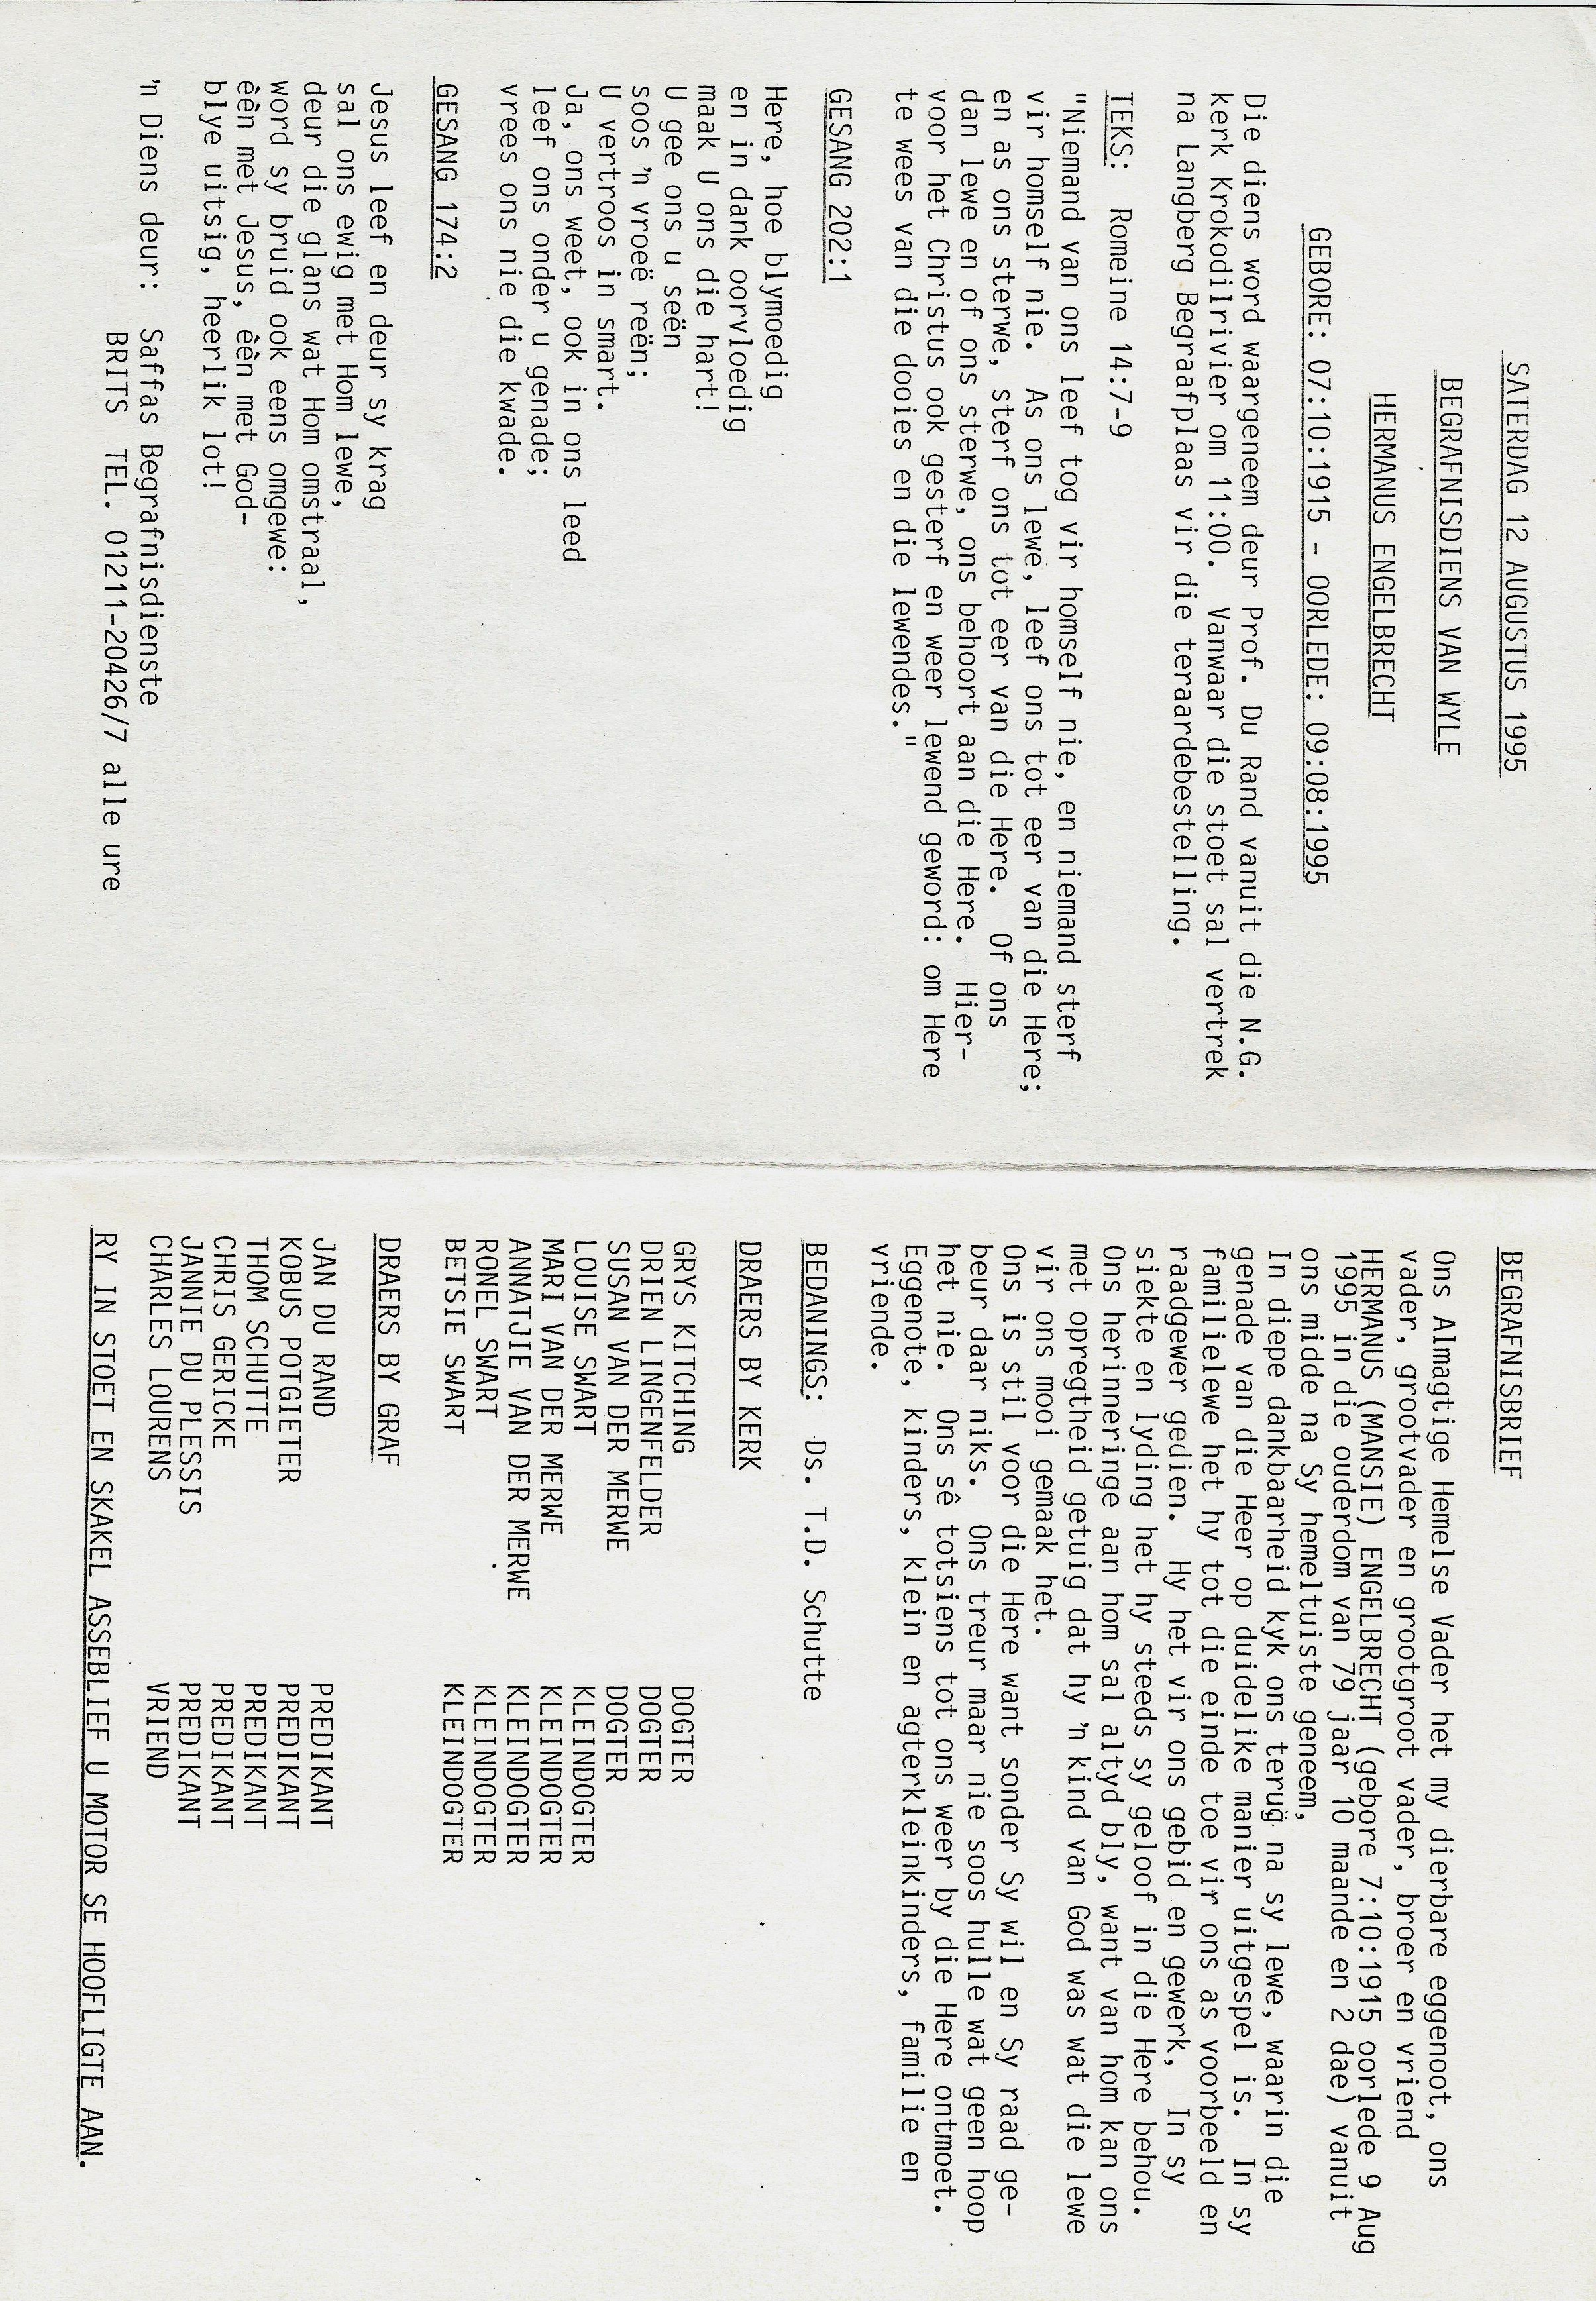 SATERDAG 12 AUGUSTUS 1995
BEGRAFNISDIENS VAN WYLE
HERMANUS ENGELBRECHT
GEBORE: 07:10:1915 - OORLEDE: 09:08:1995
Die diens word waargeneem deur Prof. Du Rand vanuit die N.G.
kerk Krokodilrivier om 11:00. Vanwaar die stoet sal vertrek
na Langberg Begraafplaas vir die teraardebestelling.
TEKS: Romeine 14:7-9
"Niemand van ons leef tog vir homself nie, en niemand sterf
vir homself nie. As ons lewe, leef ons tot eer van die Here;
en as ons sterwe, sterf ons tot eer van die Here. Of ons
dan lewe en of ons sterwe, ons behoort aan die Here. Hier-
voor het Christus ook gesterf en weer lewend geword: om Here
te wees van die dooies en die lewendes."
GESANG 202:1
Here, hoe blymoedig
en in dank oorvloedig
maak U ons die hart!
U gee ons u seën
soos 'n vroeë reën;
U vertroos in smart.
Ja, ons weet, ook in ons leed
leef ons onder u genade;
vrees ons nie die kwade.
GESANG 174:2
Jesus leef en deur sy krag
sal ons ewig met Hom lewe,
deur die glans wat Hom omstraal,
word sy bruid ook eens omgewe:
êên met Jesus, êên met God-
blye uitsig, heerlik lot!
'n Diens deur: Saffas Begrafnisdienste
BRITS TEL. 01211-20426/7 alle ure
BEGRAFNISBRIEF
Ons Almagtige Hemelse Vader het my dierbare eggenoot, ons
vader, grootvader en grootgroot vader, broer en vriend
HERMANUS (MANSIE) ENGELBRECHT (gebore 7:10:1915 oorlede 9 Aug
1995 in die ouderdom van 79 jaar 10 maande en 2 dae) vanuit
ons midde na Sy hemeltuiste geneem,
In diepe dankbaarheid kyk ons terug na sy lewe, waarin die
genade van die Heer op duidelike manier uitgespel is. In sy
familielewe het hy tot die einde toe vir ons as voorbeeld en
raadgewer gedien. Hy het vir ons gebid en gewerk, In sy
siekte en lyding het hy steeds sy geloof in die Here behou.
Ons herinneringe aan hom sal altyd bly, want van hom kan ons
met opregtheid getuig dat hy 'n kind van God was wat die lewe
vir ons mooi gemaak het.
Ons is stil voor die Here want sonder Sy wil en Sy raad ge-
beur daar niks. Ons treur maar nie soos hulle wat geen hoop
het nie. Ons sê totsiens tot ons weer by die Here ontmoet.
Eggenote, kinders, klein en agterkleinkinders, familie en
vriende.
BEDANINGS: Ds. T.D. Schutte
DRAERS BY KERK
GRYS KITCHING DOGTER
DRIEN LINGENFELDER DOGTER
SUSAN VAN DER MERWE DOGTER
LOUISE SWART KLEINDOGTER
MARI VAN DER MERWE KLEINDOGTER
ANNATJIE VAN DER MERWE KLEINDOGTER
RONEL SWART KLEINDOGTER
BETSIE SWART KLEINDOGTER
DRAERS BY GRAF
JAN DU RAND PREDIKANT
KOBUS POTGIETER PREDIKANT
THOM SCHUTTE PREDIKANT
CHRIS GERICKE PREDIKANT
JANNIE DU PLESSIS PREDIKANT
CHARLES LOURENS VRIEND
RY IN STOET EN SKAKEL ASSEBLIEF U MOTOR SE HOOFLIGTE AAN.